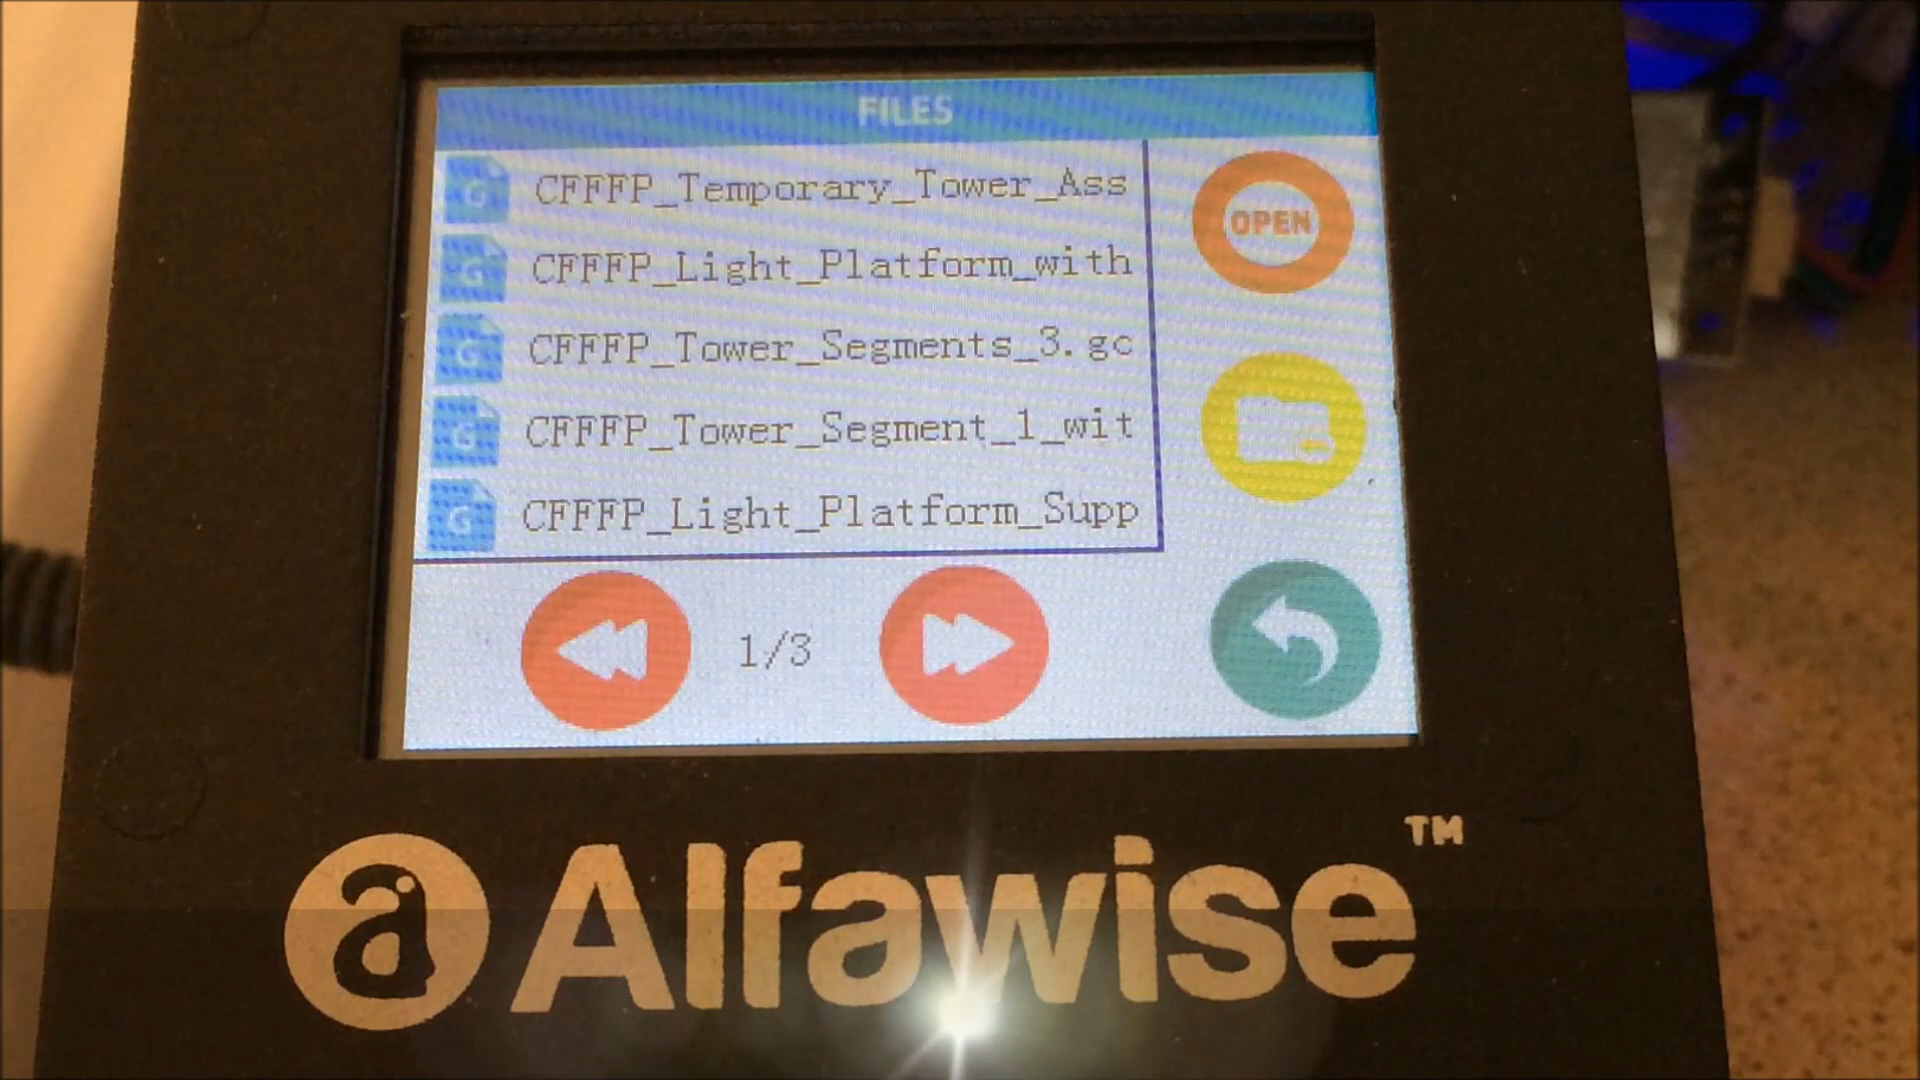 FILES
G CFFFP_Temporary_Tower_Ass
OPEN
G CFFFP_Light_Platform_with
G CFFFP_Tower_Segments_3.gc
G CFFFP_Tower_Segment_1_wit
G CFFFP_Light_Platform_Supp
1/3
a Alfawise™